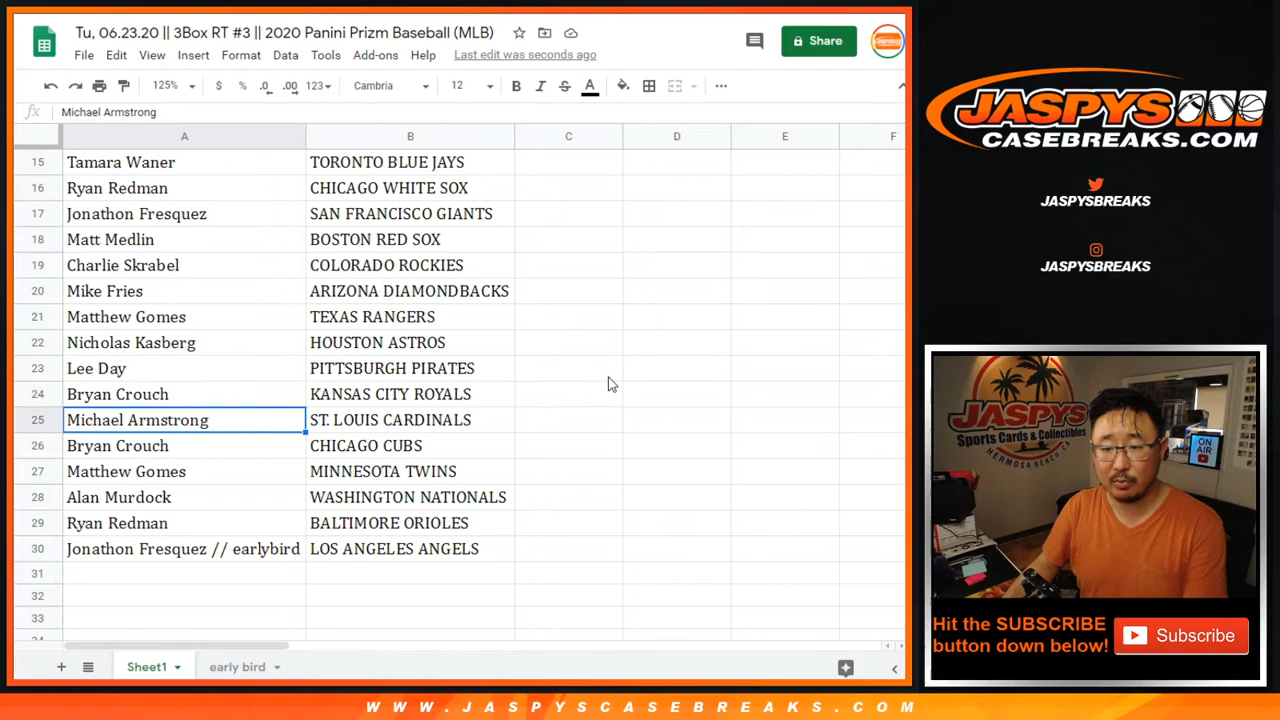 Tu, 06.23.20 || 3Box RT #3 || 2020 Panini Prizm Baseball (MLB)
File Edit View Insert Format Data Tools Add-ons Help Last edit was seconds ago
Share
125% $ % .0 .00 123 Cambria 12 B I S A
fx Michael Armstrong
A B C D E F
15 Tamara Waner TORONTO BLUE JAYS
16 Ryan Redman CHICAGO WHITE SOX
17 Jonathon Fresquez SAN FRANCISCO GIANTS
18 Matt Medlin BOSTON RED SOX
19 Charlie Skrabel COLORADO ROCKIES
20 Mike Fries ARIZONA DIAMONDBACKS
21 Matthew Gomes TEXAS RANGERS
22 Nicholas Kasberg HOUSTON ASTROS
23 Lee Day PITTSBURGH PIRATES
24 Bryan Crouch KANSAS CITY ROYALS
25 Michael Armstrong ST. LOUIS CARDINALS
26 Bryan Crouch CHICAGO CUBS
27 Matthew Gomes MINNESOTA TWINS
28 Alan Murdock WASHINGTON NATIONALS
29 Ryan Redman BALTIMORE ORIOLES
30 Jonathon Fresquez // earlybird LOS ANGELES ANGELS
31
32
33
34
Sheet1 early bird
JASPYS
CASEBREAKS.COM
JASPYSBREAKS
JASPYSBREAKS
JASPYS
Sports Cards & Collectibles
HERMOSA BEACH, CA
ON AIR
Hit the SUBSCRIBE
button down below!
Subscribe
WWW.JASPYSCASEBREAKS.COM